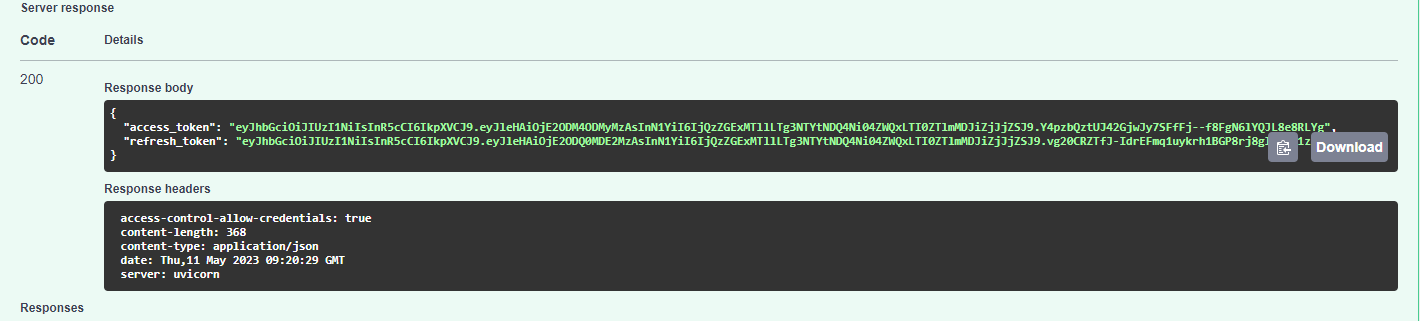 Server response
Code Details
200
Response body
{
"access_token": "eyJhbGciOiJIUzI1NiIsInR5cCI6IkpXVCJ9.eyJleHAiOjE2ODM4ODMyMzAsInN1YiI6IjQzZGExMTllLTg3NTYtNDQ4Ni04ZWQxLTI0ZTlmMDJiZjJjZSJ9.Y4pzbQztUJ42GjwJy7SFfFj--f8FgN6lYQJL8e8RLYg",
"refresh_token": "eyJhbGciOiJIUzI1NiIsInR5cCI6IkpXVCJ9.eyJleHAiOjE2ODQ0MDE2MzAsInN1YiI6IjQzZGExMTllLTg3NTYtNDQ4Ni04ZWQxLTI0ZTlmMDJiZjJjZSJ9.vg20CRZTfJ-IdrEFmq1uykrh1BGP8rj8g
}
Download
Response headers
access-control-allow-credentials: true
content-length: 368
content-type: application/json
date: Thu,11 May 2023 09:20:29 GMT
server: uvicorn
Responses